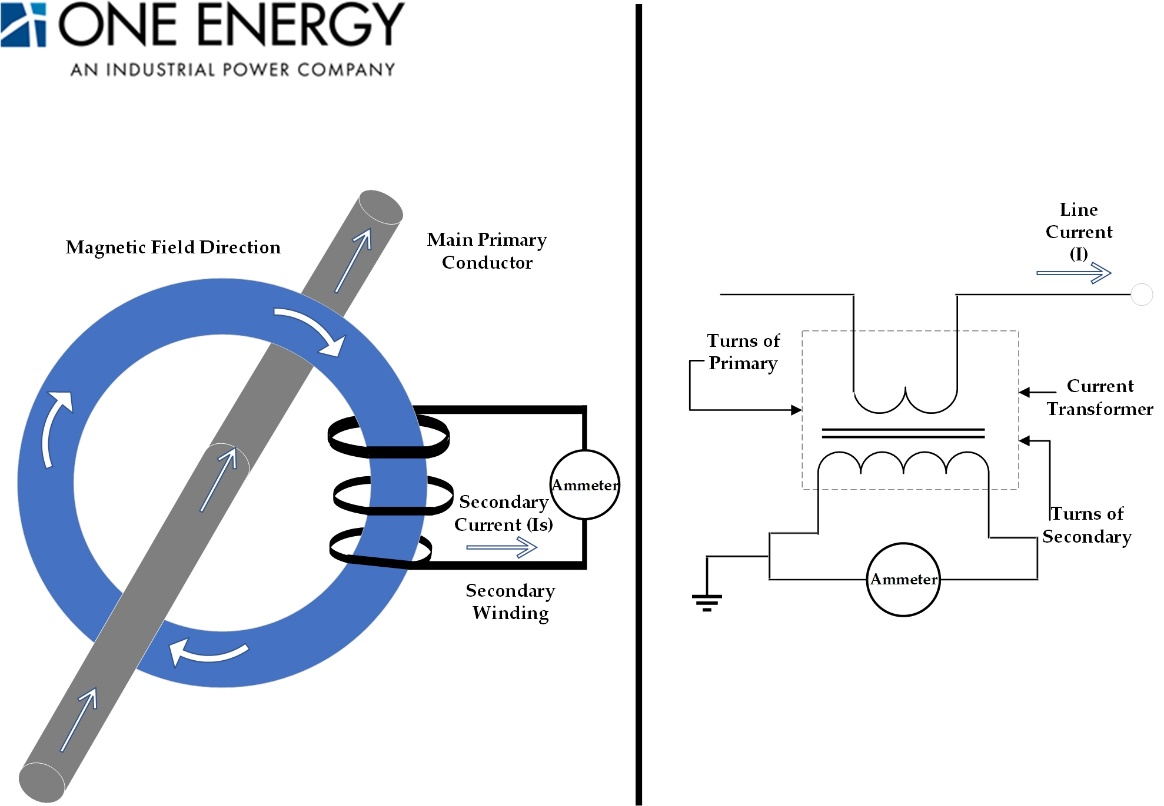 ONE ENERGY
AN INDUSTRIAL POWER COMPANY
Magnetic Field Direction
Main Primary
Conductor
Ammeter
Secondary
Current (Is)
Secondary
Winding
Line
Current
(I)
Turns of
Primary
Current
Transformer
Turns of
Secondary
Ammeter